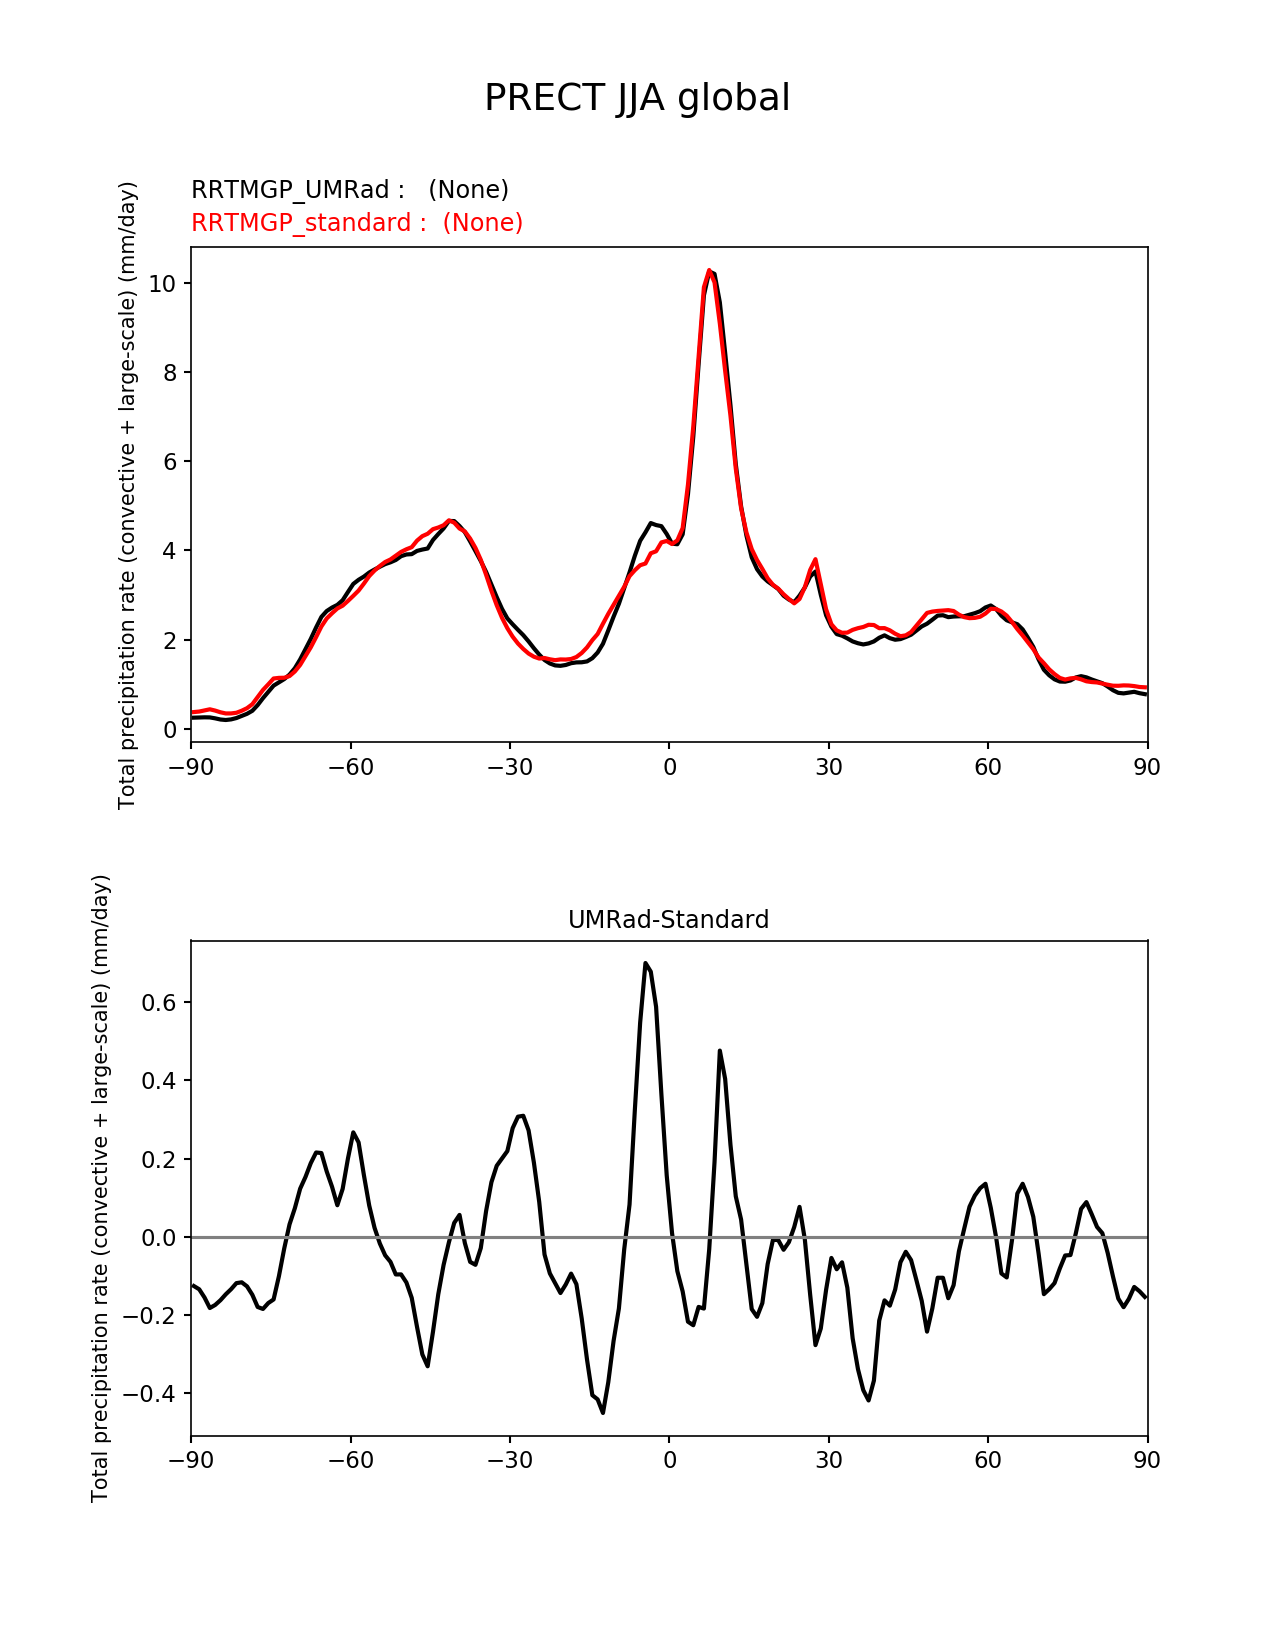 PRECT JJA global
RRTMGP_UMRad :   (None)
RRTMGP_standard :  (None)
Total precipitation rate (convective + large-scale) (mm/day)
10
8
6
4
2
0
−90 −60 −30 0 30 60 90
UMRad-Standard
Total precipitation rate (convective + large-scale) (mm/day)
0.6
0.4
0.2
0.0
−0.2
−0.4
−90 −60 −30 0 30 60 90